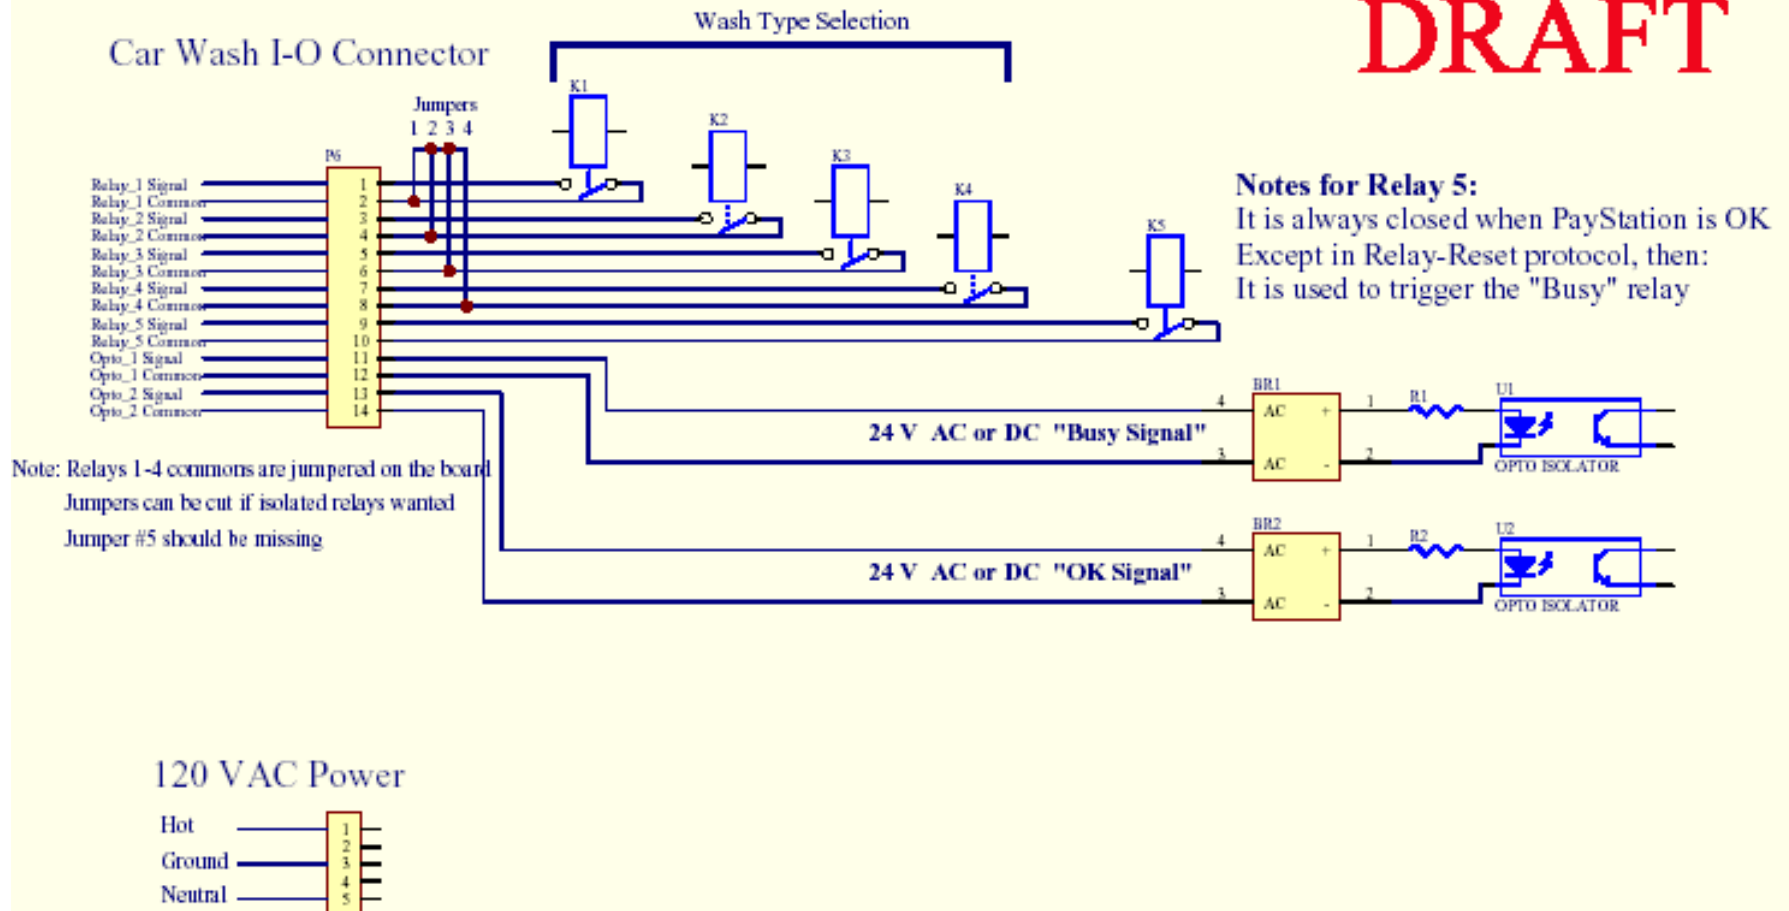 Wash Type Selection
DRAFT
Car Wash I-O Connector
K1
Jumpers
1 2 3 4
K2
P6
K3
K4
K5
Relay_1 Signal 1
Relay_1 Common 2
Relay_2 Signal 3
Relay_2 Common 4
Relay_3 Signal 5
Relay_3 Common 6
Relay_4 Signal 7
Relay_4 Common 8
Relay_5 Signal 9
Relay_5 Common 10
Opto_1 Signal 11
Opto_1 Common 12
Opto_2 Signal 13
Opto_2 Common 14
Notes for Relay 5:
It is always closed when PayStation is OK
Except in Relay-Reset protocol, then:
It is used to trigger the "Busy" relay
BR1
4 AC + 1 R1 U1
24 V AC or DC "Busy Signal"
3 AC - 2 OPTO ISOLATOR
Note: Relays 1-4 commons are jumpered on the board
Jumpers can be cut if isolated relays wanted
Jumper #5 should be missing
BR2
4 AC + 1 R2 U2
24 V AC or DC "OK Signal"
3 AC - 2 OPTO ISOLATOR
120 VAC Power
Hot 1
2
Ground 3
4
Neutral 5